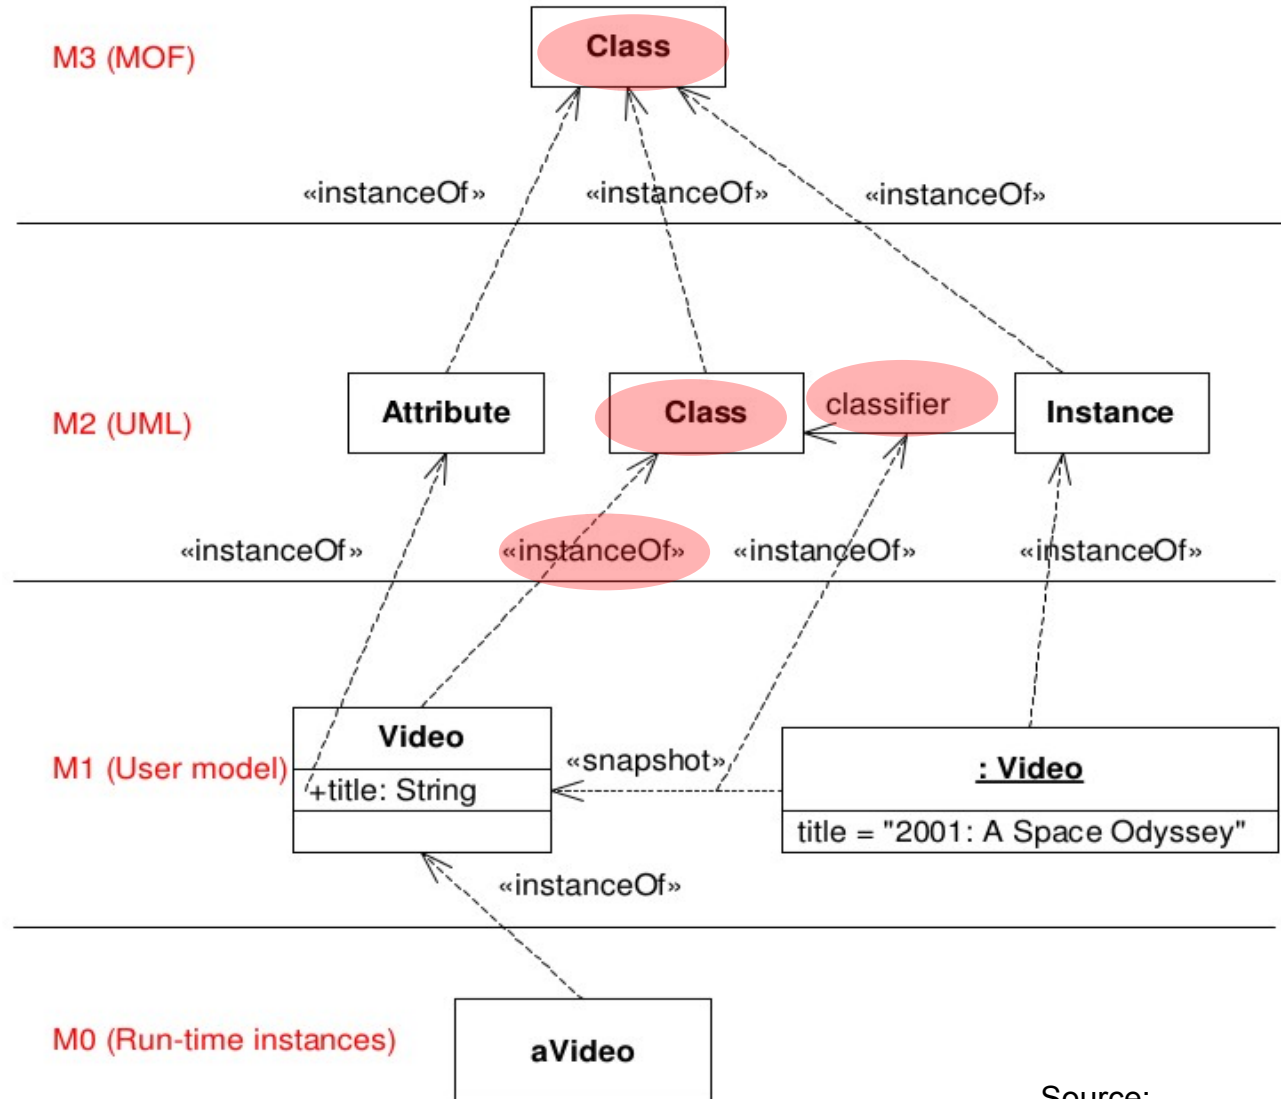 M3 (MOF)
Class
«instanceOf»
«instanceOf»
«instanceOf»
M2 (UML)
Attribute
Class
classifier
Instance
«instanceOf»
«instanceOf»
«instanceOf»
«instanceOf»
M1 (User model)
Video
+title: String
«snapshot»
: Video
title = "2001: A Space Odyssey"
«instanceOf»
M0 (Run-time instances)
aVideo
Source: